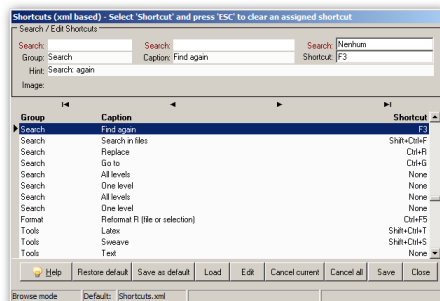 Shortcuts (xml based) - Select 'Shortcut' and press 'ESC' to clear an assigned shortcut
Search / Edit Shortcuts
Search: Search: Search: Nenhum
Group: Search Caption: Find again Shortcut: F3
Hint: Search: again
Image:
Group Caption Shortcut
Search Find again F3
Search Search in files Shift+Ctrl+F
Search Replace Ctrl+R
Search Go to Ctrl+G
Search All levels None
Search One level None
Search All levels None
Search One level None
Format Reformat R (file or selection) Ctrl+F5
Tools Latex Shift+Ctrl+T
Tools Sweave Shift+Ctrl+S
Tools Text None
Help Restore default Save as default Load Edit Cancel current Cancel all Save Close
Browse mode Default: Shortcuts.xml